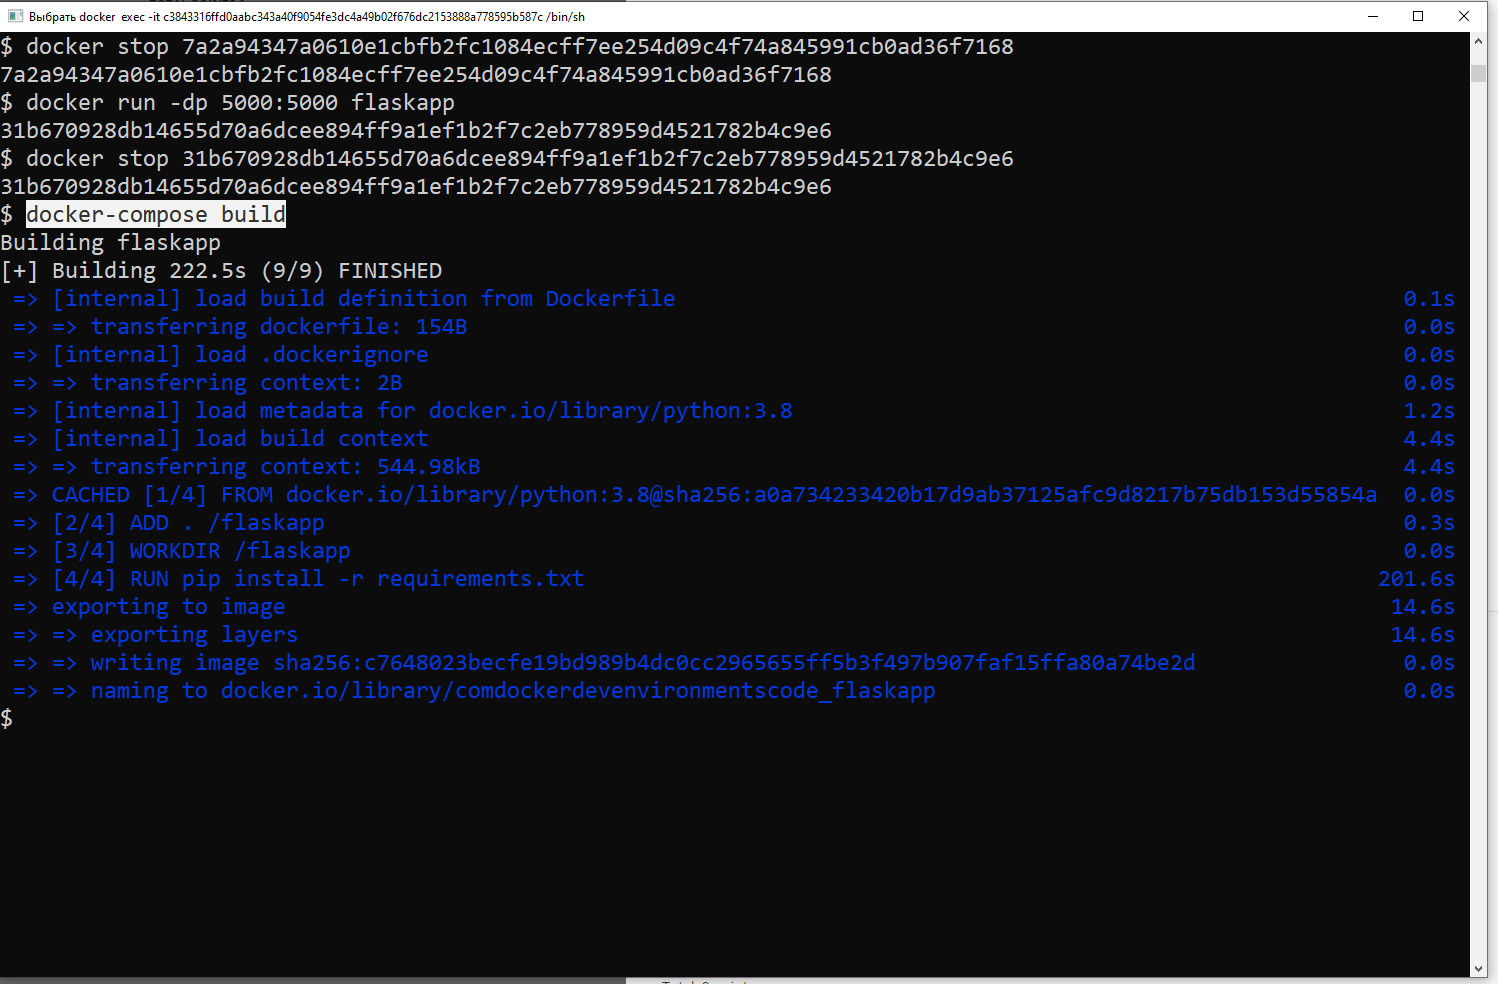 Выбрать docker exec -it c3843316ffd0aabc343a40f9054fe3dc4a49b02f676dc2153888a778595b587c /bin/sh
$ docker stop 7a2a94347a0610e1cbfb2fc1084ecff7ee254d09c4f74a845991cb0ad36f7168
7a2a94347a0610e1cbfb2fc1084ecff7ee254d09c4f74a845991cb0ad36f7168
$ docker run -dp 5000:5000 flaskapp
31b670928db14655d70a6dcee894ff9a1ef1b2f7c2eb778959d4521782b4c9e6
$ docker stop 31b670928db14655d70a6dcee894ff9a1ef1b2f7c2eb778959d4521782b4c9e6
31b670928db14655d70a6dcee894ff9a1ef1b2f7c2eb778959d4521782b4c9e6
$ docker-compose build
Building flaskapp
[+] Building 222.5s (9/9) FINISHED
=> [internal] load build definition from Dockerfile 0.1s
=> => transferring dockerfile: 154B 0.0s
=> [internal] load .dockerignore 0.0s
=> => transferring context: 2B 0.0s
=> [internal] load metadata for docker.io/library/python:3.8 1.2s
=> [internal] load build context 4.4s
=> => transferring context: 544.98kB 4.4s
=> CACHED [1/4] FROM docker.io/library/python:3.8@sha256:a0a734233420b17d9ab37125afc9d8217b75db153d55854a 0.0s
=> [2/4] ADD . /flaskapp 0.3s
=> [3/4] WORKDIR /flaskapp 0.0s
=> [4/4] RUN pip install -r requirements.txt 201.6s
=> exporting to image 14.6s
=> => exporting layers 14.6s
=> => writing image sha256:c7648023becfe19bd989b4dc0cc2965655ff5b3f497b907faf15ffa80a74be2d 0.0s
=> => naming to docker.io/library/comdockerdevenvironmentscode_flaskapp 0.0s
$